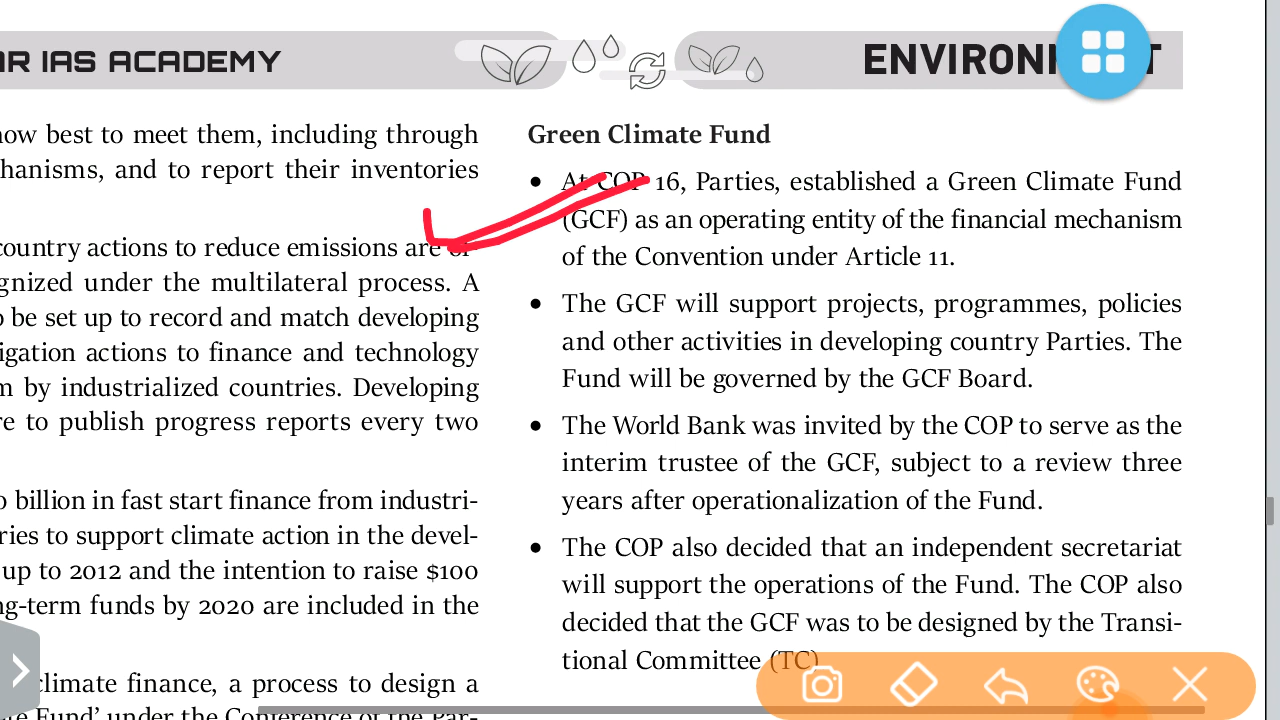 AR IAS ACADEMY
how best to meet them, including through
hanisms, and to report their inventories
country actions to reduce emissions are
gnized under the multilateral process. A
be set up to record and match developing
igation actions to finance and technology
by industrialized countries. Developing
to publish progress reports every two
billion in fast start finance from industri-
ries to support climate action in the devel-
up to 2012 and the intention to raise $100
ng-term funds by 2020 are included in the
climate finance, a process to design a
Fund' under the Conference of the Par-
Green Climate Fund
• At COP 16, Parties, established a Green Climate Fund
(GCF) as an operating entity of the financial mechanism
of the Convention under Article 11.
• The GCF will support projects, programmes, policies
and other activities in developing country Parties. The
Fund will be governed by the GCF Board.
• The World Bank was invited by the COP to serve as the
interim trustee of the GCF, subject to a review three
years after operationalization of the Fund.
• The COP also decided that an independent secretariat
will support the operations of the Fund. The COP also
decided that the GCF was to be designed by the Transi-
tional Committee (TC)